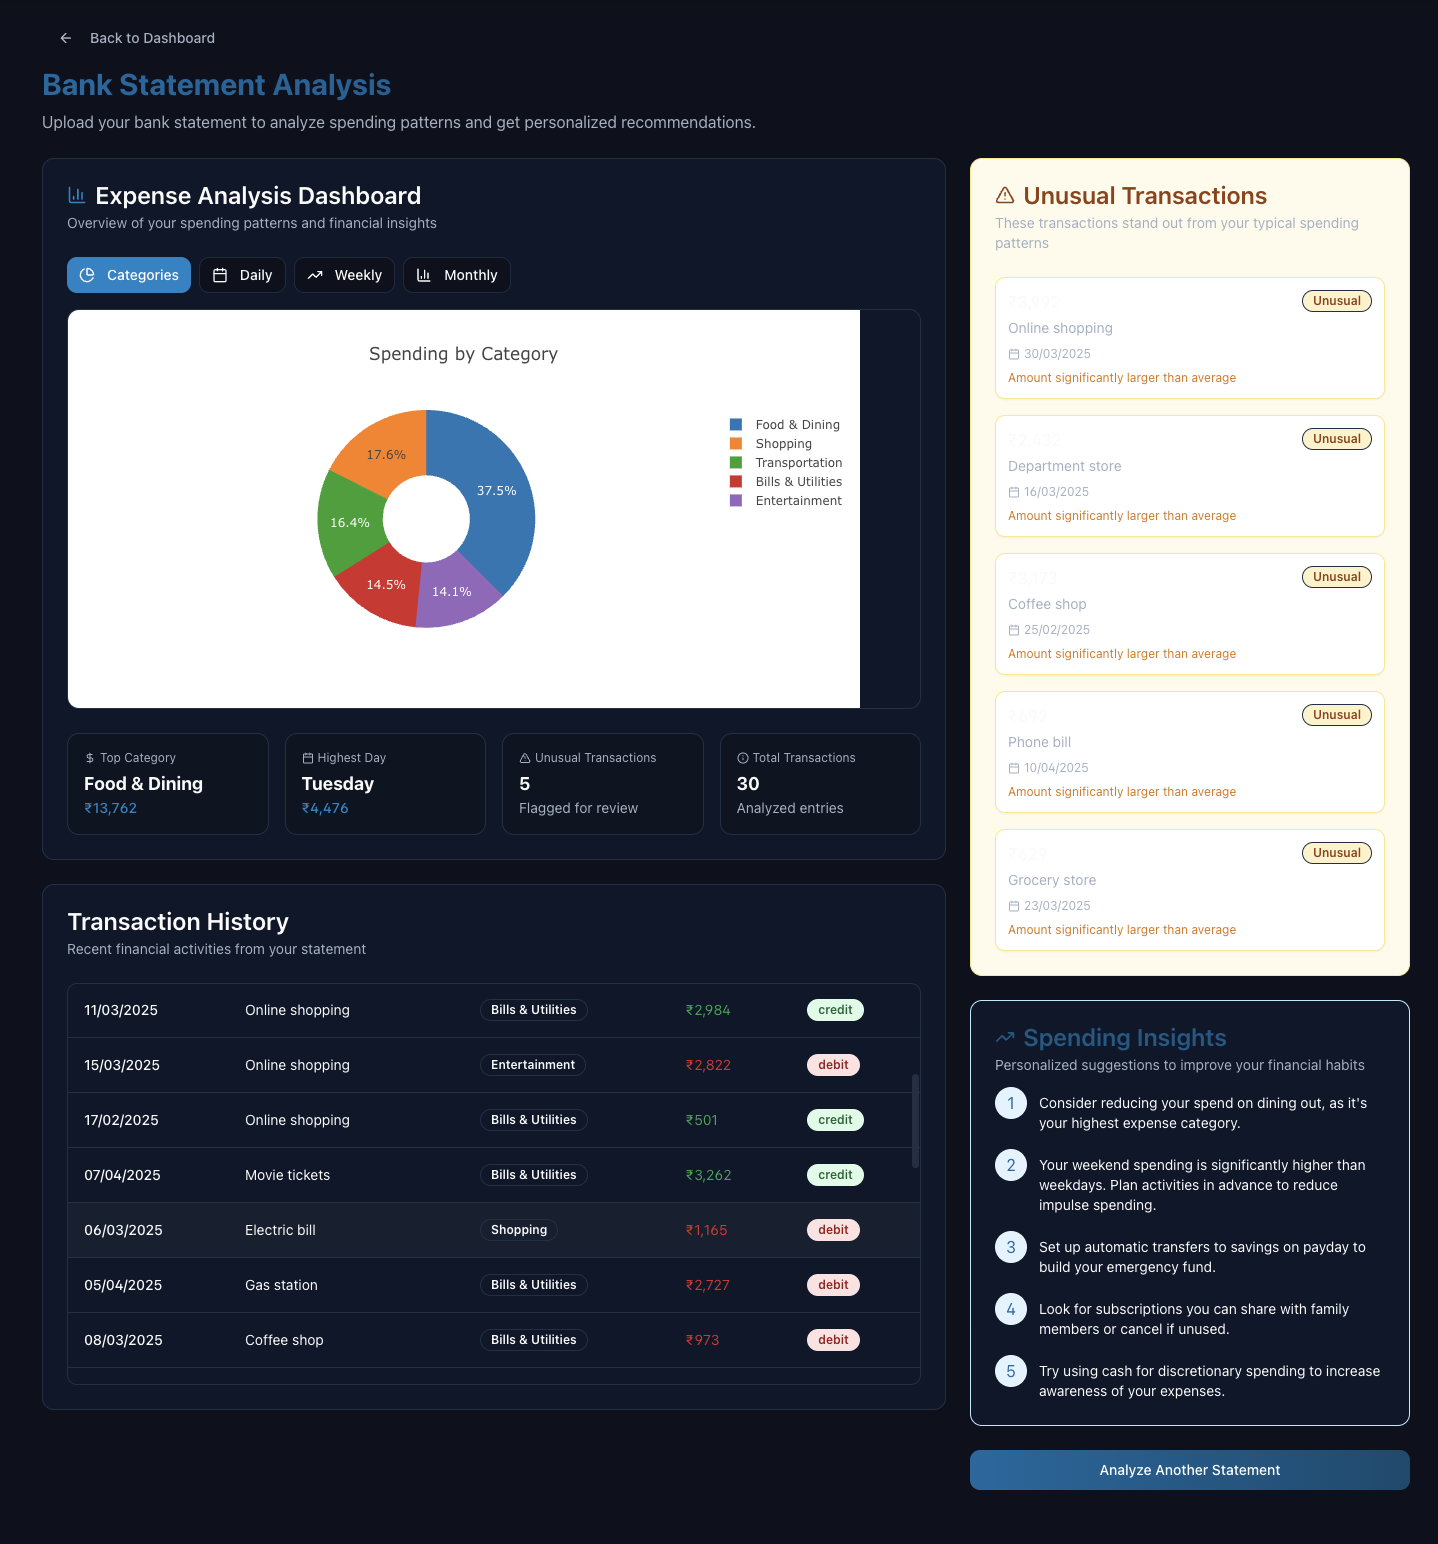 Back to Dashboard
Bank Statement Analysis
Upload your bank statement to analyze spending patterns and get personalized recommendations.
Expense Analysis Dashboard
Overview of your spending patterns and financial insights
Categories Daily Weekly Monthly
Spending by Category
37.5%
17.6%
16.4%
14.5%
14.1%
Food & Dining
Shopping
Transportation
Bills & Utilities
Entertainment
Top Category
Food & Dining
₹13,762
Highest Day
Tuesday
₹4,476
Unusual Transactions
5
Flagged for review
Total Transactions
30
Analyzed entries
Transaction History
Recent financial activities from your statement
11/03/2025 Online shopping Bills & Utilities ₹2,984 credit
15/03/2025 Online shopping Entertainment ₹2,822 debit
17/02/2025 Online shopping Bills & Utilities ₹501 credit
07/04/2025 Movie tickets Bills & Utilities ₹3,262 credit
06/03/2025 Electric bill Shopping ₹1,165 debit
05/04/2025 Gas station Bills & Utilities ₹2,727 debit
08/03/2025 Coffee shop Bills & Utilities ₹973 debit
Unusual Transactions
These transactions stand out from your typical spending
patterns
₹3,992 Unusual
Online shopping
30/03/2025
Amount significantly larger than average
₹2,432 Unusual
Department store
16/03/2025
Amount significantly larger than average
Unusual
Coffee shop
25/02/2025
Amount significantly larger than average
₹692 Unusual
Phone bill
10/04/2025
Amount significantly larger than average
₹629 Unusual
Grocery store
23/03/2025
Amount significantly larger than average
Spending Insights
Personalized suggestions to improve your financial habits
1 Consider reducing your spend on dining out, as it's
your highest expense category.
2 Your weekend spending is significantly higher than
weekdays. Plan activities in advance to reduce
impulse spending.
3 Set up automatic transfers to savings on payday to
build your emergency fund.
4 Look for subscriptions you can share with family
members or cancel if unused.
5 Try using cash for discretionary spending to increase
awareness of your expenses.
Analyze Another Statement